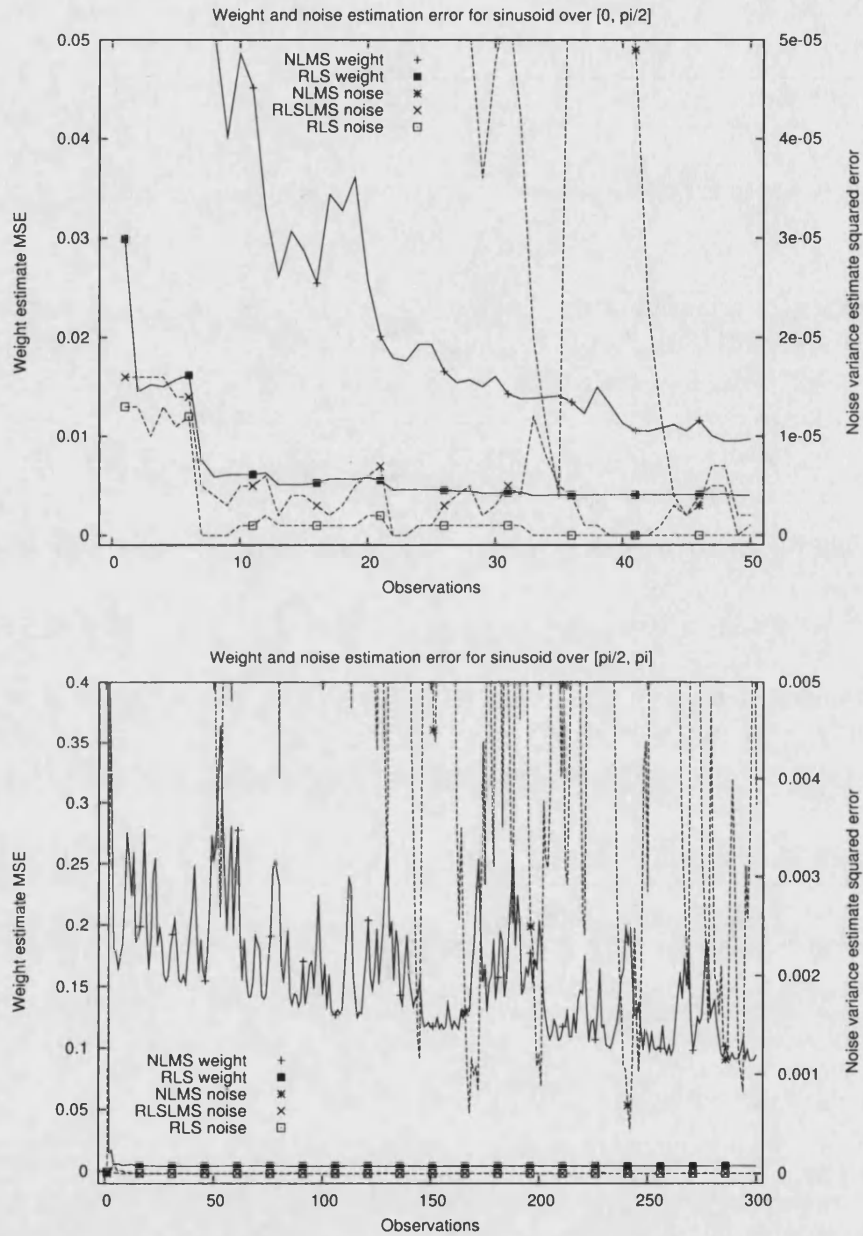 Weight and noise estimation error for sinusoid over [0, pi/2]
0.05
0.04
0.03
0.02
0.01
0
5e-05
4e-05
3e-05
2e-05
1e-05
0
NLMS weight
RLS weight
NLMS noise
RLSLMS noise
RLS noise
Weight estimate MSE
Noise variance estimate squared error
0 10 20 30 40 50
Observations
Weight and noise estimation error for sinusoid over [pi/2, pi]
0.4
0.35
0.3
0.25
0.2
0.15
0.1
0.05
0
0.005
0.004
0.003
0.002
0.001
0
Weight estimate MSE
Noise variance estimate squared error
NLMS weight
RLS weight
NLMS noise
RLSLMS noise
RLS noise
0 50 100 150 200 250 300
Observations